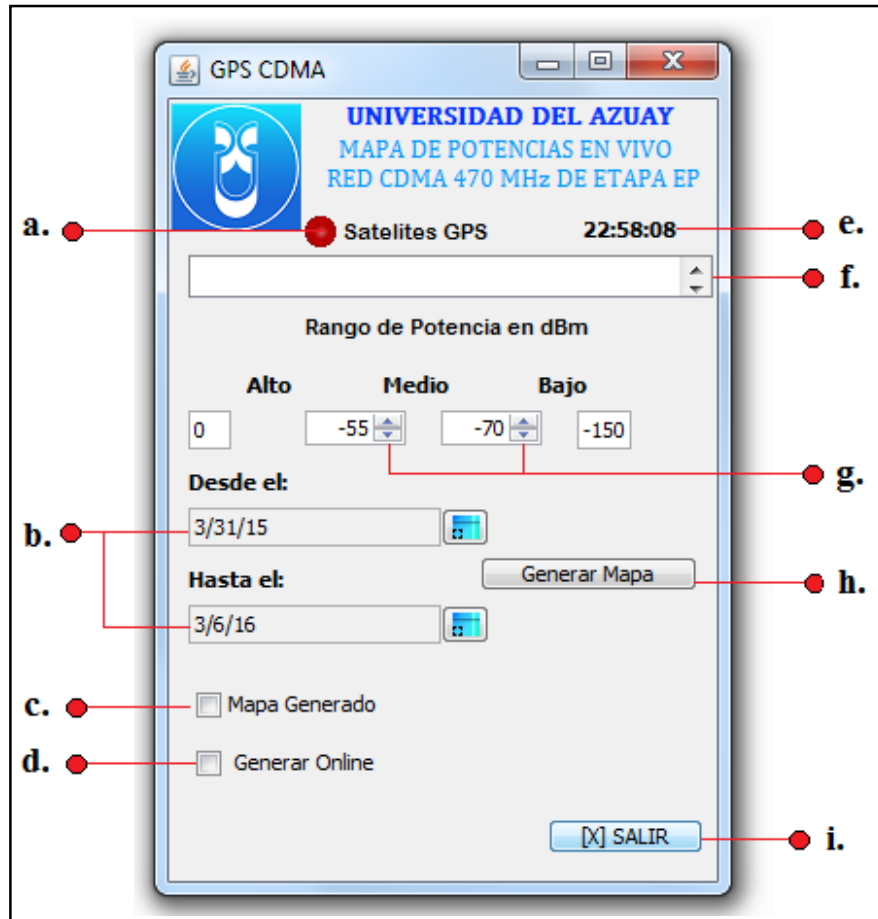 GPS CDMA
UNIVERSIDAD DEL AZUAY
MAPA DE POTENCIAS EN VIVO
RED CDMA 470 MHz DE ETAPA EP
a. Satelites GPS 22:58:08 e.
f.
Rango de Potencia en dBm
Alto Medio Bajo
0 -55 -70 -150
g.
Desde el:
b. 3/31/15
Hasta el: Generar Mapa h.
3/6/16
c. Mapa Generado
d. Generar Online
[X] SALIR i.